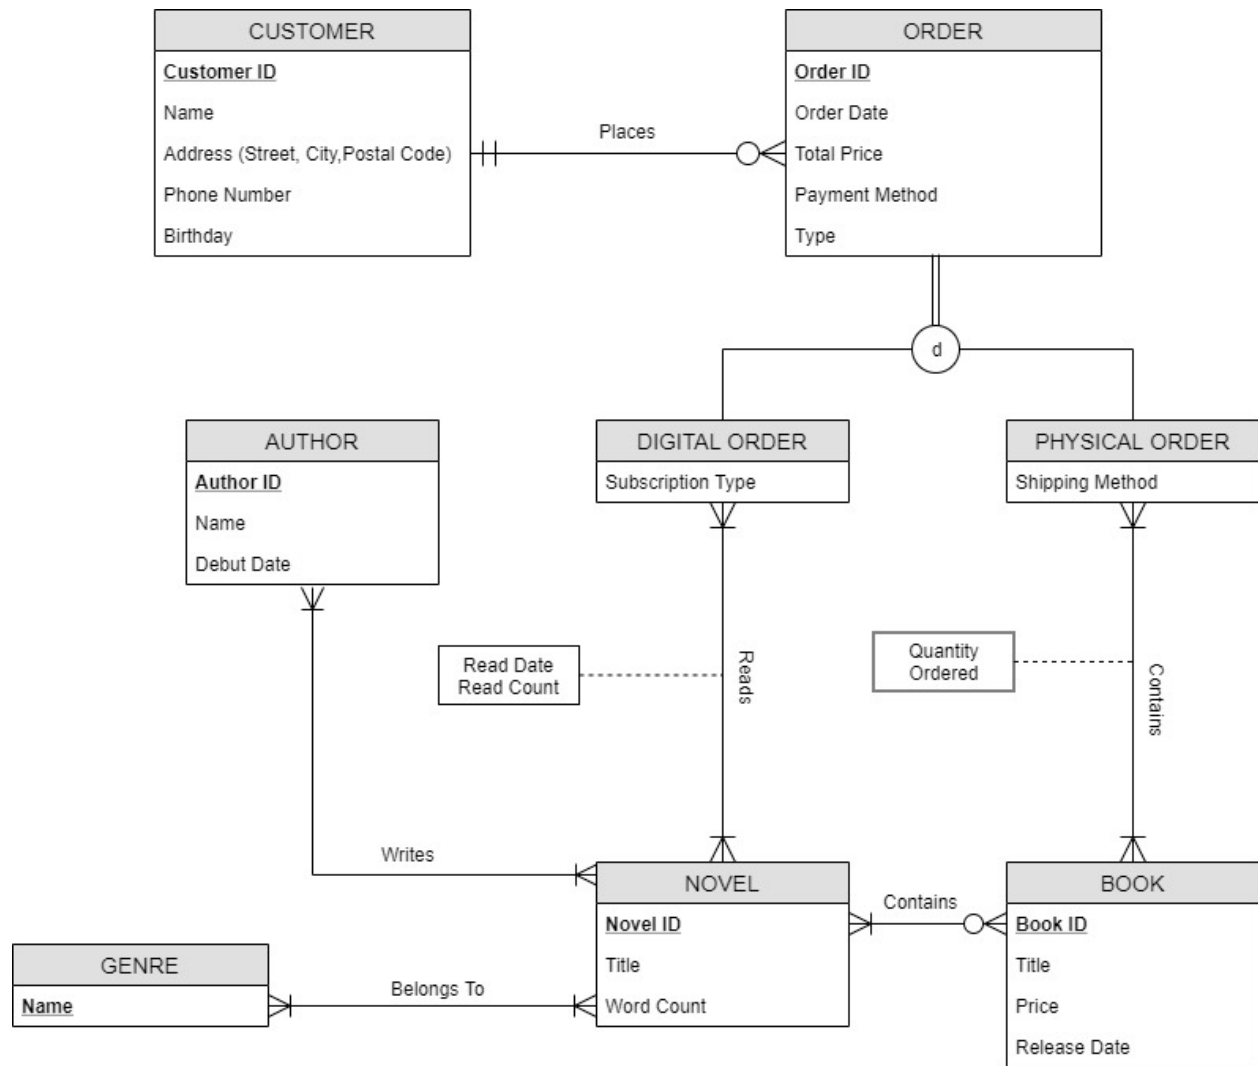 CUSTOMER
Customer ID
Name
Address (Street, City,Postal Code)
Phone Number
Birthday
Places
ORDER
Order ID
Order Date
Total Price
Payment Method
Type
d
AUTHOR
Author ID
Name
Debut Date
DIGITAL ORDER
Subscription Type
PHYSICAL ORDER
Shipping Method
Read Date
Read Count
Reads
Quantity
Ordered
Contains
Writes
NOVEL
Novel ID
Title
Word Count
Contains
BOOK
Book ID
Title
Price
Release Date
GENRE
Name
Belongs To